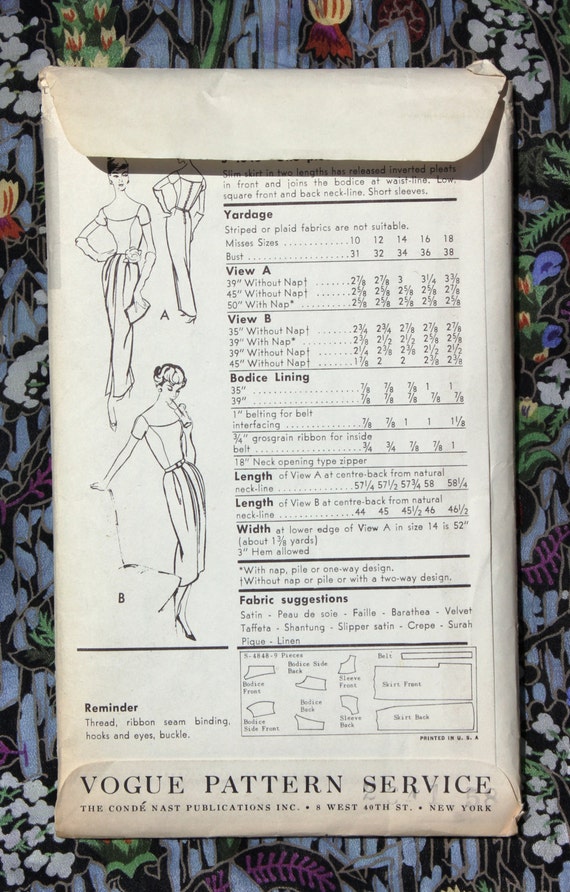 Slim skirt in two lengths has released inverted pleats
in front and joins the bodice at waist-line. Low,
square front and back neck-line. Short sleeves.
Yardage
Striped or plaid fabrics are not suitable.
Misses Sizes 10 12 14 16 18
Bust 31 32 34 36 38
View A
39" Without Nap† 2⅞ 2⅞ 3 3¼ 3⅜
45" Without Nap† 2⅝ 2⅝ 2⅝ 2⅝ 2⅞
50" With Nap* 2⅝ 2⅝ 2⅝ 2⅝ 2⅝
View B
35" Without Nap† 2¾ 2¾ 2⅞ 2⅞ 2⅞
39" With Nap* 2⅜ 2½ 2½ 2⅝ 2⅝
39" Without Nap† 2¼ 2⅜ 2⅜ 2½ 2½
45" Without Nap† 1⅞ 2 2 2⅜ 2⅜
Bodice Lining
35" ⅞ ⅞ ⅞ 1 1
39" ⅞ ⅞ ⅞ ⅞ ⅞
1" belting for belt
interfacing ⅞ ⅞ 1 1 1⅛
¾" grosgrain ribbon for inside
belt ¾ ¾ ⅞ ⅞ 1
18" Neck opening type zipper
Length of View A at centre-back from natural
neck-line 57¼ 57½ 57¾ 58 58¼
Length of View B at centre-back from natural
neck-line 44 45 45½ 46 46½
Width at lower edge of View A in size 14 is 52"
(about 1⅜ yards)
3" Hem allowed
*With nap, pile or one-way design.
†Without nap or pile or with a two-way design.
Fabric suggestions
Satin - Peau de soie - Faille - Barathea - Velvet
Taffeta - Shantung - Slipper satin - Crepe - Surah
Pique - Linen
A
B
S-4848-9 Pieces
Bodice Front
Bodice Side Back
Sleeve Front
Belt
Skirt Front
Bodice Side Front
Bodice Back
Sleeve Back
Skirt Back
PRINTED IN U. S. A
Reminder
Thread, ribbon seam binding,
hooks and eyes, buckle.
VOGUE PATTERN SERVICE
THE CONDÉ NAST PUBLICATIONS INC. • 8 WEST 40TH ST. • NEW YORK